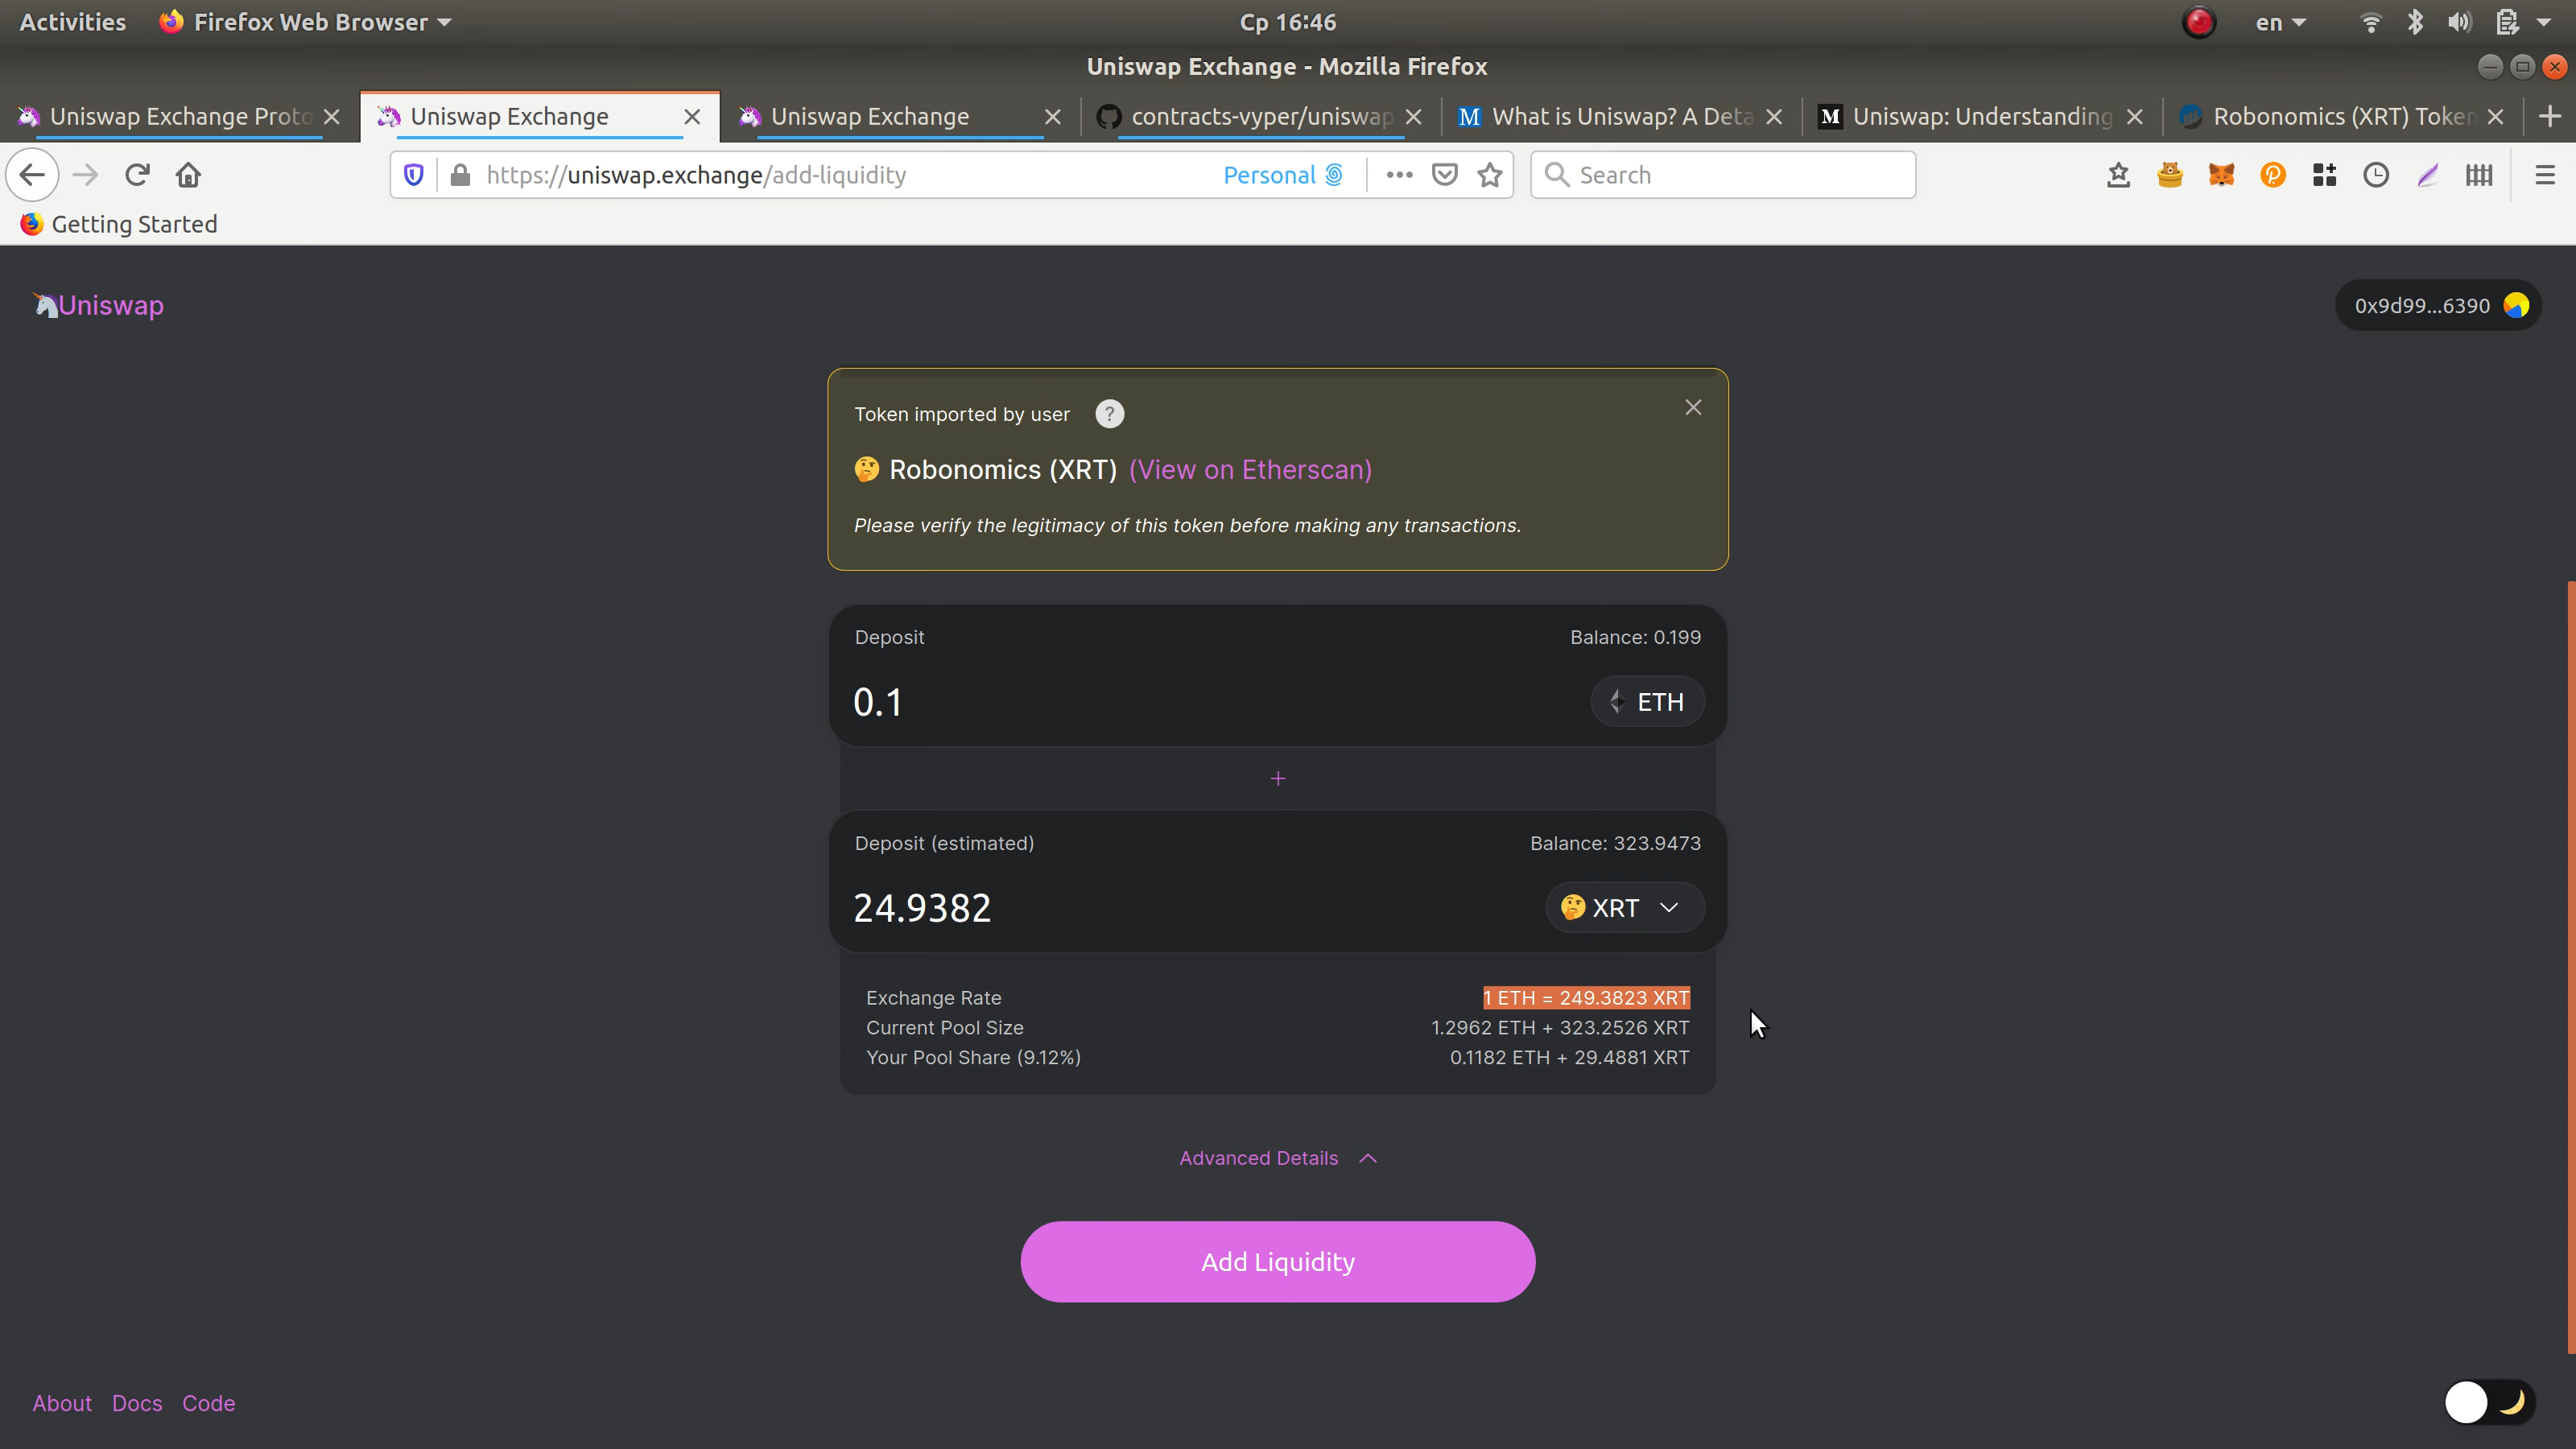 Activities Firefox Web Browser Ср 16:46 en
Uniswap Exchange - Mozilla Firefox
Uniswap Exchange Proto Uniswap Exchange Uniswap Exchange contracts-vyper/uniswap What is Uniswap? A Deta Uniswap: Understanding Robonomics (XRT) Token
https://uniswap.exchange/add-liquidity Personal Search
Getting Started
Uniswap 0x9d99...6390
Token imported by user ?
Robonomics (XRT) (View on Etherscan)
Please verify the legitimacy of this token before making any transactions.
Deposit Balance: 0.199
0.1 ETH
+
Deposit (estimated) Balance: 323.9473
24.9382 XRT
Exchange Rate 1 ETH = 249.3823 XRT
Current Pool Size 1.2962 ETH + 323.2526 XRT
Your Pool Share (9.12%) 0.1182 ETH + 29.4881 XRT
Advanced Details
Add Liquidity
About Docs Code